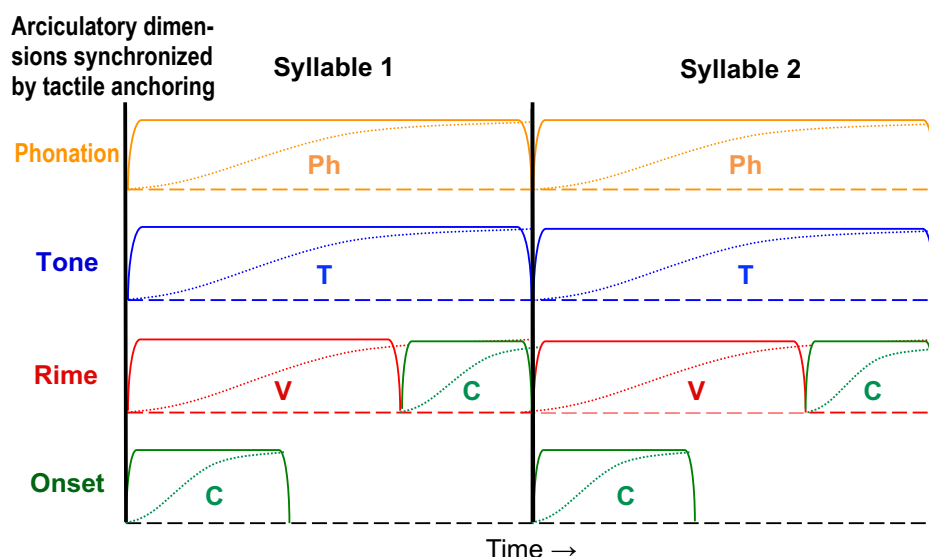 Arciculatory dimen-
sions synchronized
by tactile anchoring
Syllable 1
Syllable 2
Phonation
Ph
Ph
Tone
T
T
Rime
V
C
V
C
Onset
C
C
Time →